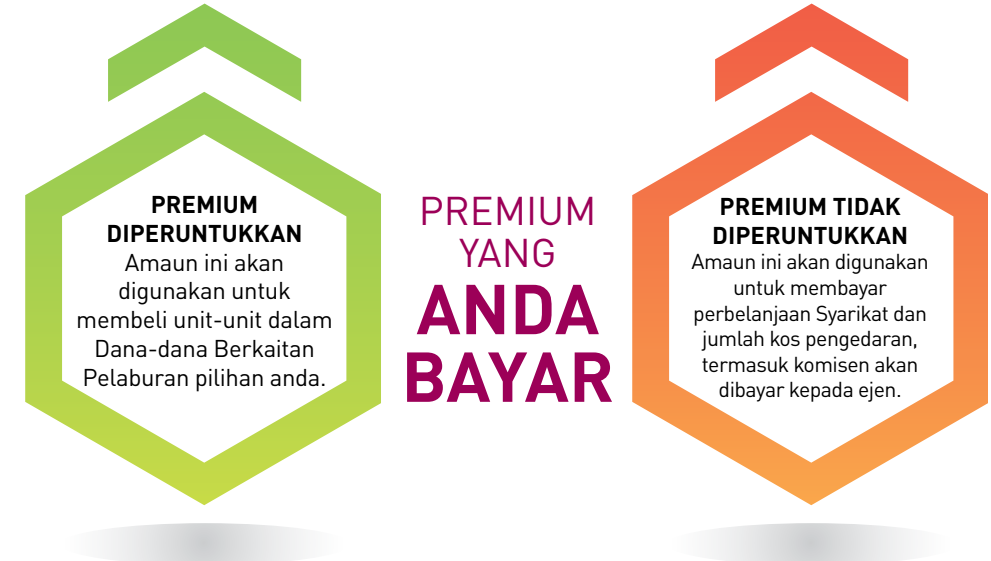 PREMIUM
DIPERUNTUKKAN
Amaun ini akan
digunakan untuk
membeli unit-unit dalam
Dana-dana Berkaitan
Pelaburan pilihan anda.
PREMIUM
YANG
ANDA
BAYAR
PREMIUM TIDAK
DIPERUNTUKKAN
Amaun ini akan digunakan
untuk membayar
perbelanjaan Syarikat dan
jumlah kos pengedaran,
termasuk komisen akan
dibayar kepada ejen.